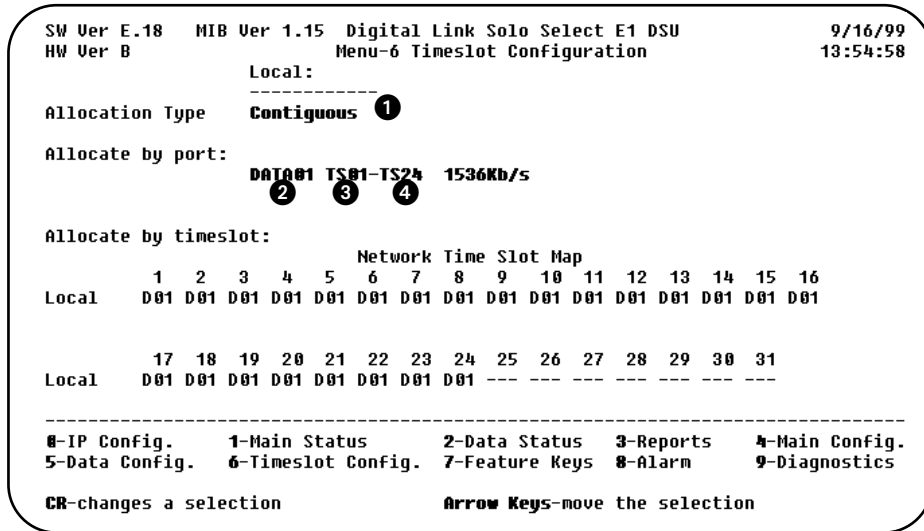 SW Ver E.18 MIB Ver 1.15 Digital Link Solo Select E1 DSU 9/16/99
HW Ver B Menu-6 Timeslot Configuration 13:54:58
Local:
------------
Allocation Type Contiguous 1
Allocate by port:
DATA01 TS01-TS24 1536Kb/s
2 3 4
Allocate by timeslot:
Network Time Slot Map
1 2 3 4 5 6 7 8 9 10 11 12 13 14 15 16
Local D01 D01 D01 D01 D01 D01 D01 D01 D01 D01 D01 D01 D01 D01 D01 D01
17 18 19 20 21 22 23 24 25 26 27 28 29 30 31
Local D01 D01 D01 D01 D01 D01 D01 D01 --- --- --- --- --- --- ---
--------------------------------------------------------------------------------
0-IP Config. 1-Main Status 2-Data Status 3-Reports 4-Main Config.
5-Data Config. 6-Timeslot Config. 7-Feature Keys 8-Alarm 9-Diagnostics
CR-changes a selection Arrow Keys-move the selection